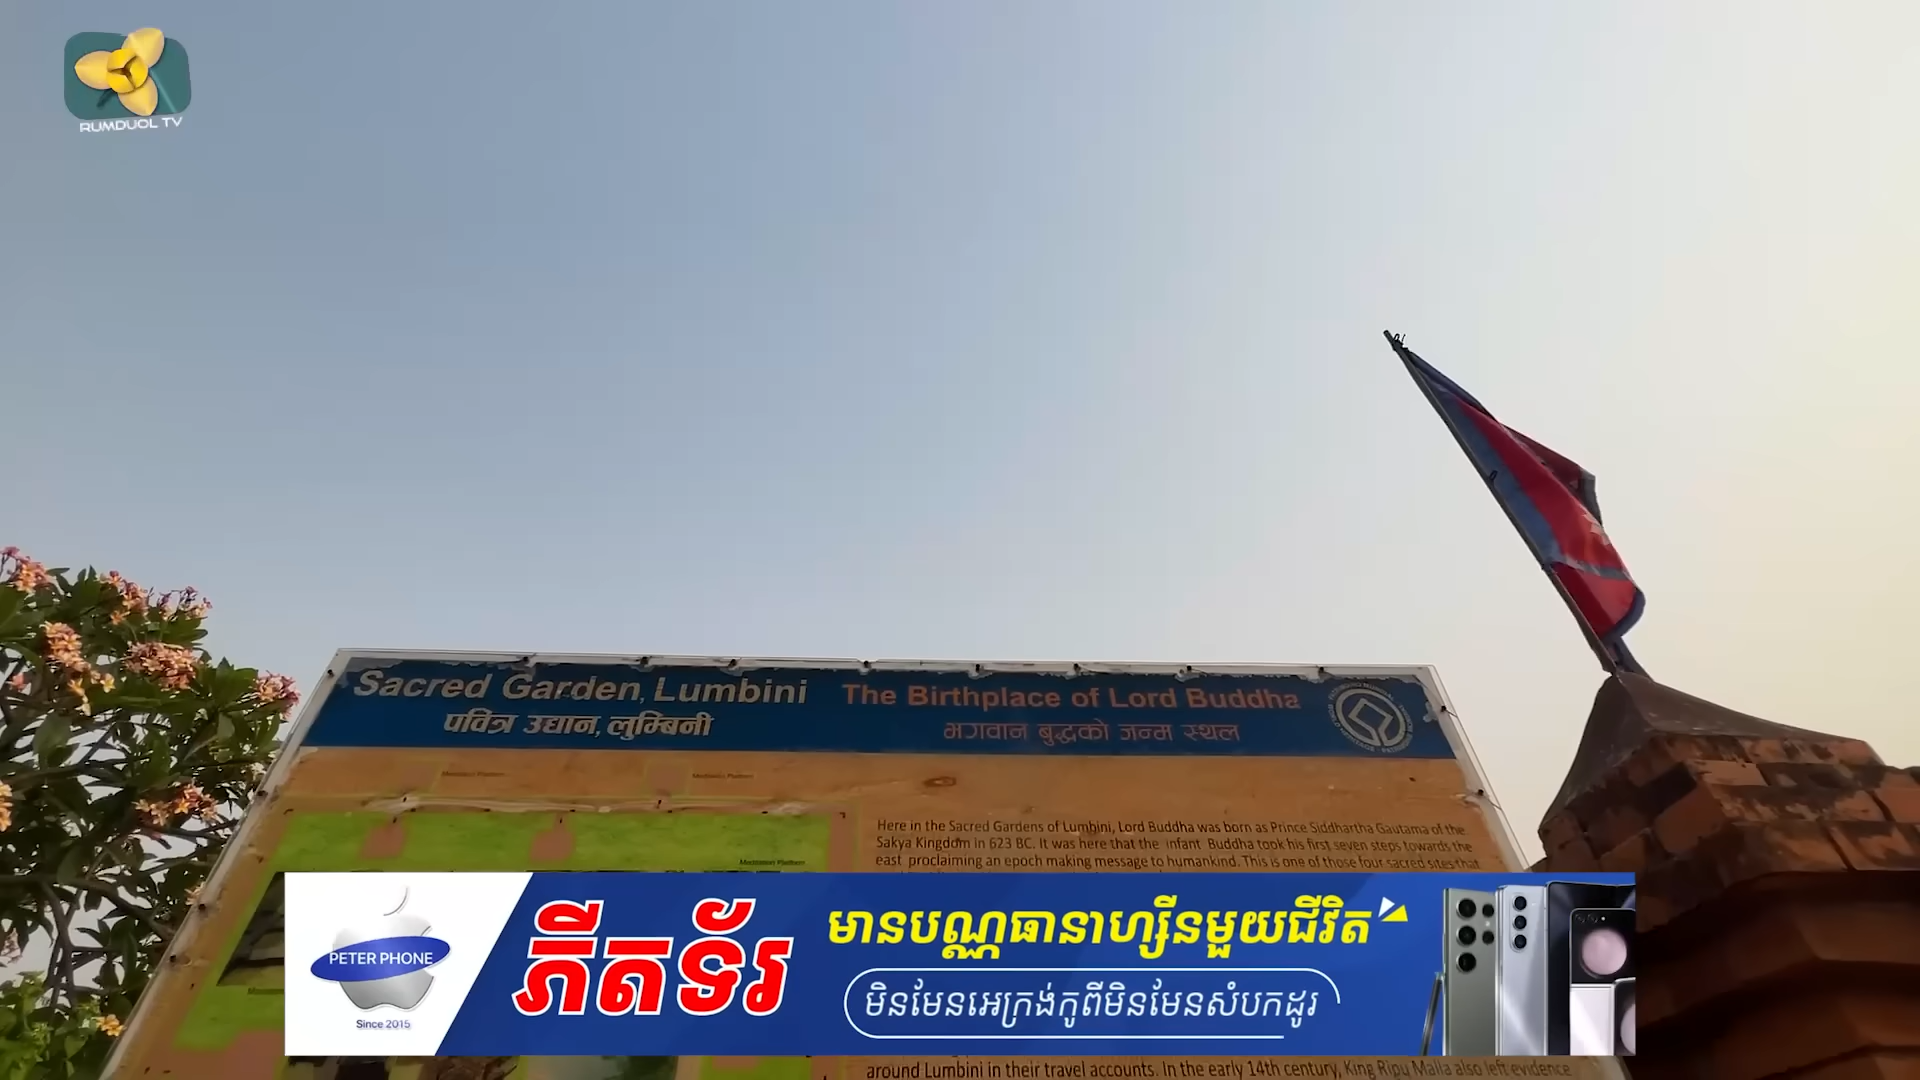 RUMDUOL TV
Sacred Garden, Lumbini
The Birthplace of Lord Buddha
पवित्र उद्यान, लुम्बिनी
भगवान बुद्धको जन्म स्थल
Meditation Platform
Meditation Platform
Here in the Sacred Gardens of Lumbini, Lord Buddha was born as Prince Siddhartha Gautama of the
Sakya Kingdom in 623 BC. It was here that the infant Buddha took his first seven steps towards the
east proclaiming an epoch making message to humankind. This is one of those four sacred sites that
Meditation Platform
PETER PHONE
Since 2015
ភីតទ័រ
មានបណ្ណធានាហ្សីនមួយជីវិត
មិនមែនអេក្រង់កូពីមិនមែនសំបកដូរ
around Lumbini in their travel accounts. In the early 14th century, King Ripu Malla also left evidence